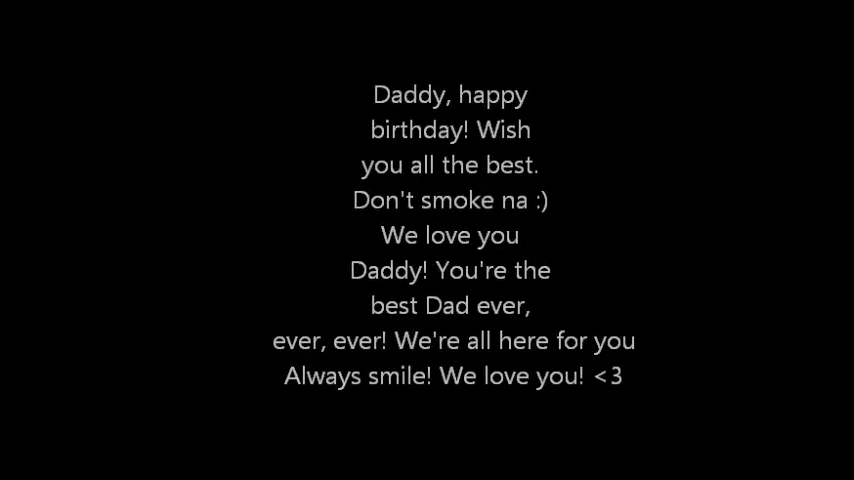 Daddy, happy
birthday! Wish
you all the best.
Don't smoke na :)
We love you
Daddy! You're the
best Dad ever,
ever, ever! We're all here for you
Always smile! We love you! <3